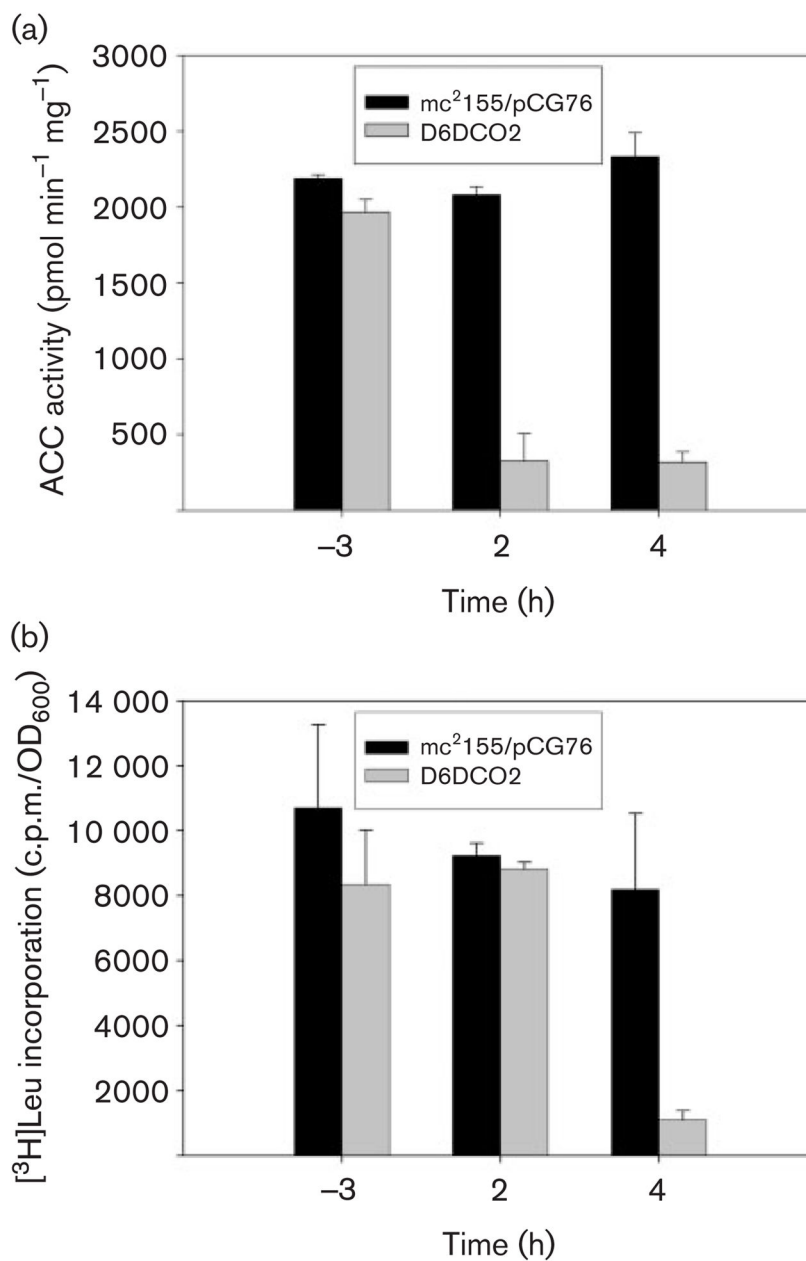 (a)
ACC activity (pmol min⁻¹ mg⁻¹)
3000
2500
2000
1500
1000
500
mc²155/pCG76
D6DCO2
–3 2 4
Time (h)
(b)
[³H]Leu incorporation (c.p.m./OD₆₀₀)
14 000
12 000
10 000
8000
6000
4000
2000
mc²155/pCG76
D6DCO2
–3 2 4
Time (h)